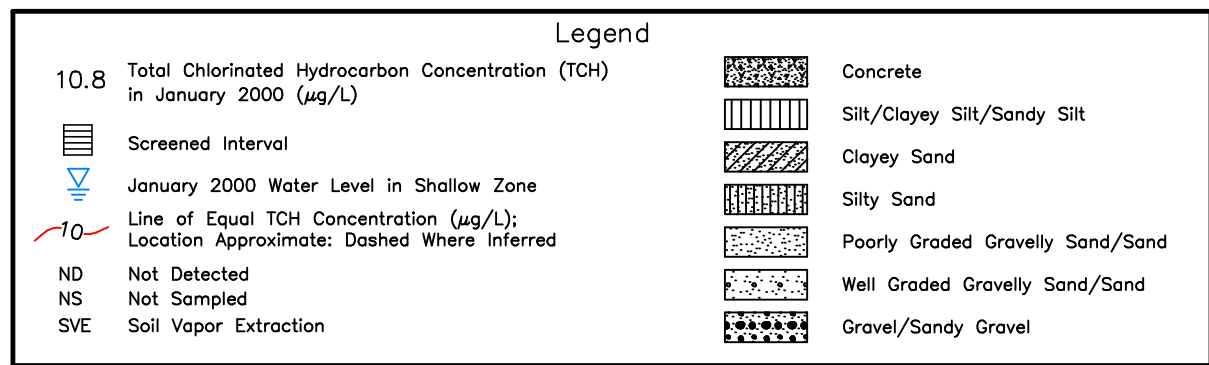 Legend
10.8 Total Chlorinated Hydrocarbon Concentration (TCH)
in January 2000 (μg/L)
Screened Interval
January 2000 Water Level in Shallow Zone
10 Line of Equal TCH Concentration (μg/L);
Location Approximate: Dashed Where Inferred
ND Not Detected
NS Not Sampled
SVE Soil Vapor Extraction
Concrete
Silt/Clayey Silt/Sandy Silt
Clayey Sand
Silty Sand
Poorly Graded Gravelly Sand/Sand
Well Graded Gravelly Sand/Sand
Gravel/Sandy Gravel